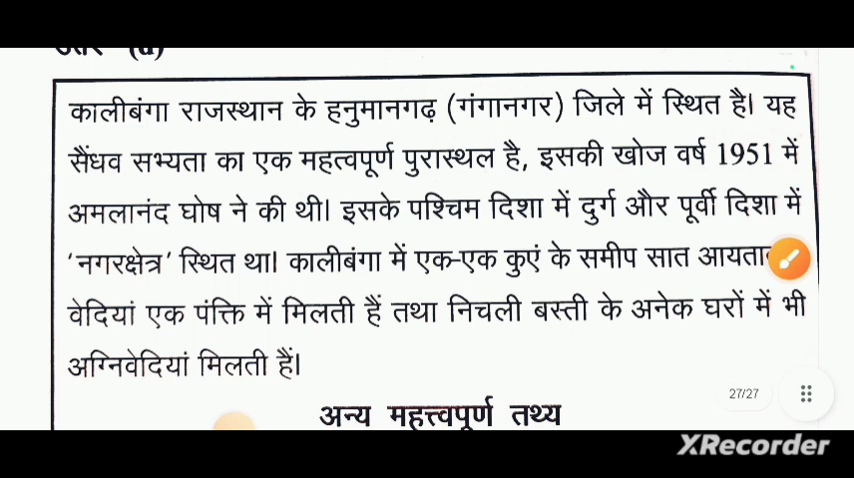 उत्तर (d)
कालीबंगा राजस्थान के हनुमानगढ़ (गंगानगर) जिले में स्थित है। यह
सैंधव सभ्यता का एक महत्वपूर्ण पुरास्थल है, इसकी खोज वर्ष 1951 में
अमलानंद घोष ने की थी। इसके पश्चिम दिशा में दुर्ग और पूर्वी दिशा में
‘नगरक्षेत्र’ स्थित था। कालीबंगा में एक-एक कुएं के समीप सात
वेदियां एक पंक्ति में मिलती हैं तथा निचली बस्ती के अनेक घरों में भी
अग्निवेदियां मिलती हैं।
27/27
अन्य महत्त्वपूर्ण तथ्य
XRecorder